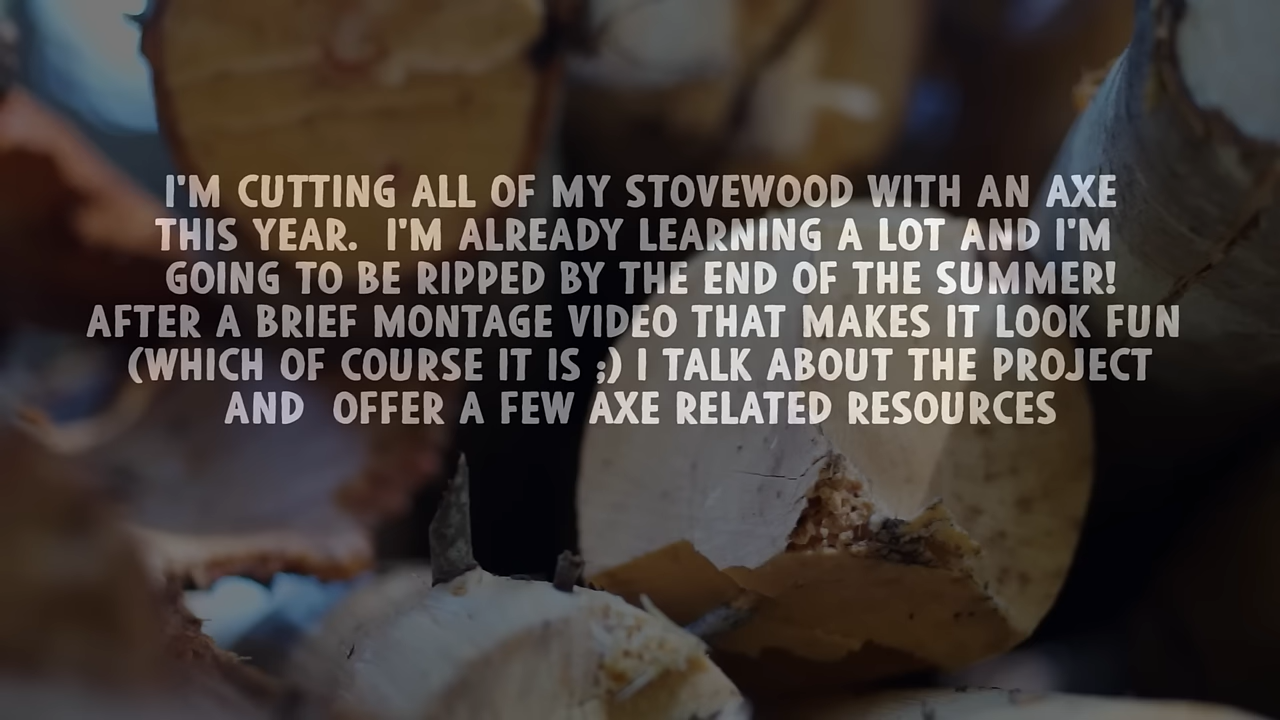 I'M CUTTING ALL OF MY STOVEWOOD WITH AN AXE
THIS YEAR.  I'M ALREADY LEARNING A LOT AND I'M
GOING TO BE RIPPED BY THE END OF THE SUMMER!
AFTER A BRIEF MONTAGE VIDEO THAT MAKES IT LOOK FUN
(WHICH OF COURSE IT IS ;) I TALK ABOUT THE PROJECT
AND  OFFER A FEW AXE RELATED RESOURCES